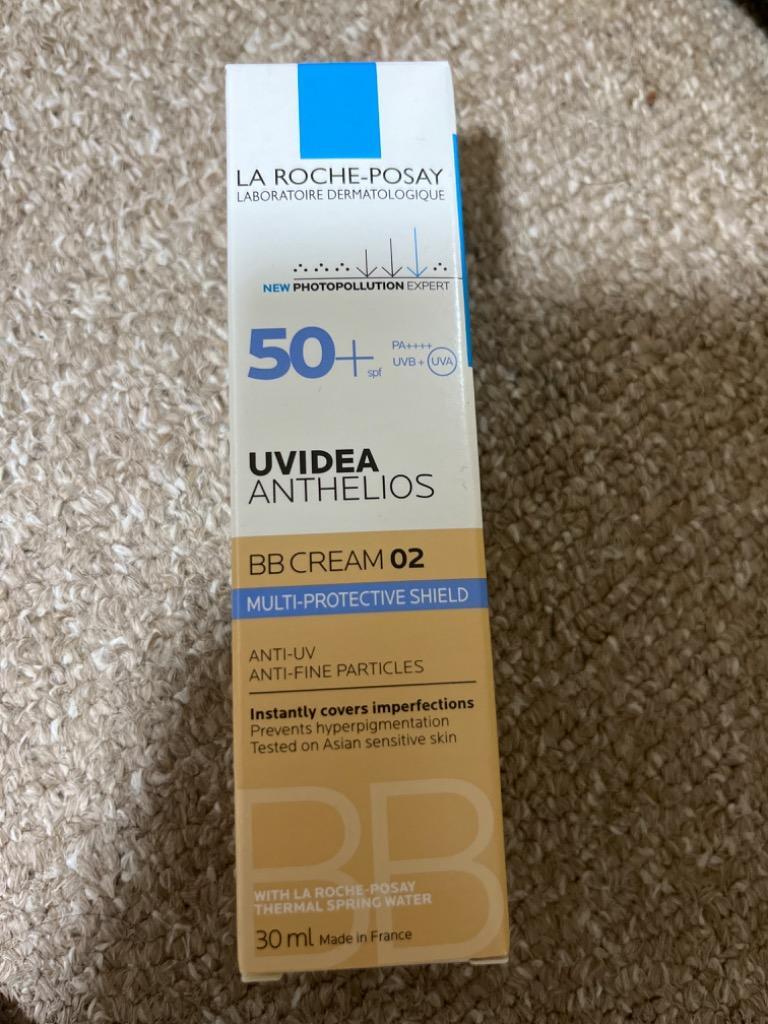 LA ROCHE-POSAY
LABORATOIRE DERMATOLOGIQUE
NEW PHOTOPOLLUTION EXPERT
50+ spf
PA++++
UVB + UVA
UVIDEA
ANTHELIOS
BB CREAM 02
MULTI-PROTECTIVE SHIELD
ANTI-UV
ANTI-FINE PARTICLES
Instantly covers imperfections
Prevents hyperpigmentation
Tested on Asian sensitive skin
BB
WITH LA ROCHE-POSAY
THERMAL SPRING WATER
30 ml Made in France